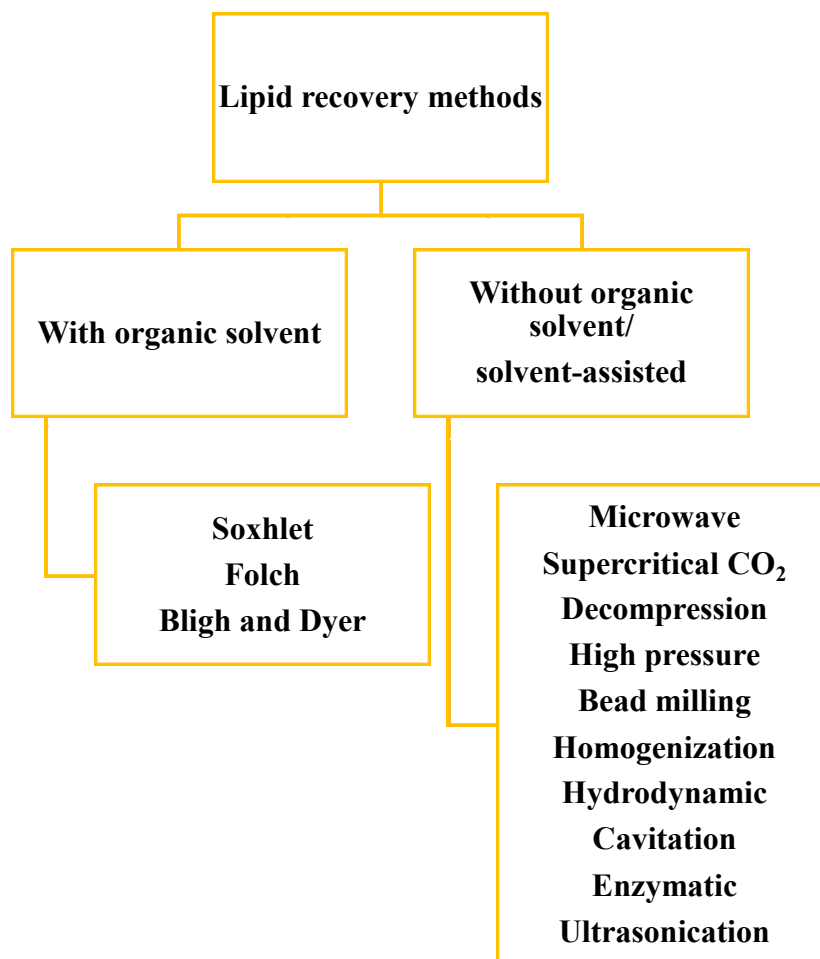 Lipid recovery methods
With organic solvent
Without organic
solvent/
solvent-assisted
Soxhlet
Folch
Bligh and Dyer
Microwave
Supercritical CO₂
Decompression
High pressure
Bead milling
Homogenization
Hydrodynamic
Cavitation
Enzymatic
Ultrasonication